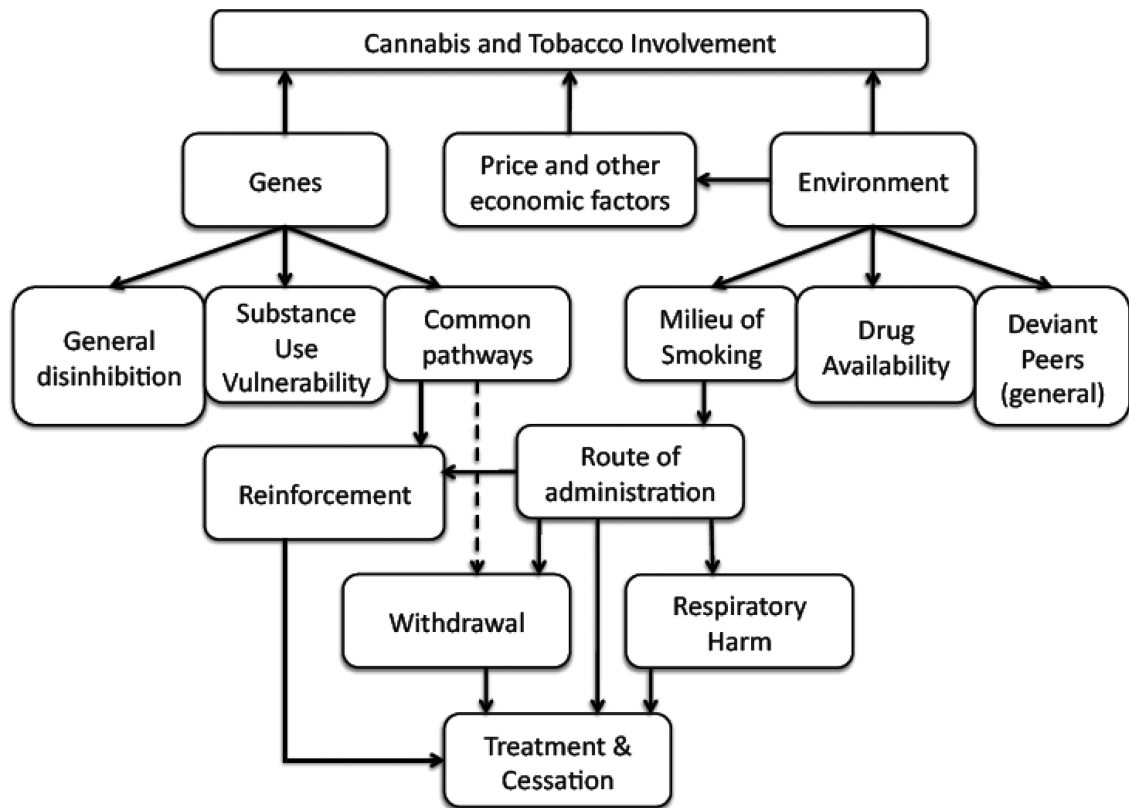 Cannabis and Tobacco Involvement
Genes
Price and other
economic factors
Environment
General
disinhibition
Substance
Use
Vulnerability
Common
pathways
Milieu of
Smoking
Drug
Availability
Deviant
Peers
(general)
Reinforcement
Route of
administration
Withdrawal
Respiratory
Harm
Treatment &
Cessation